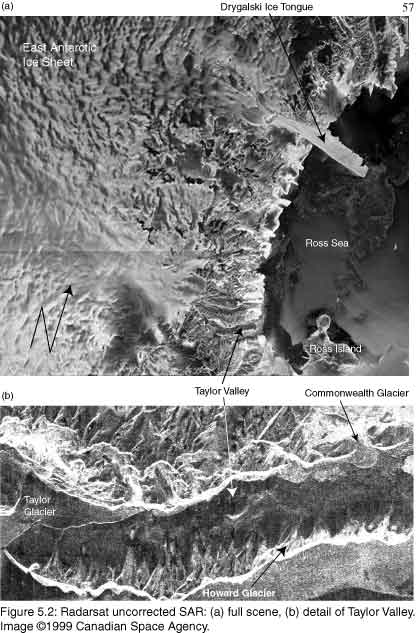 (a)
Drygalski Ice Tongue
57
East Antarctic
Ice Sheet
Ross Sea
N
Ross Island
Taylor Valley
Commonwealth Glacier
(b)
Taylor
Glacier
Howard Glacier
Figure 5.2: Radarsat uncorrected SAR: (a) full scene, (b) detail of Taylor Valley.
Image ©1999 Canadian Space Agency.